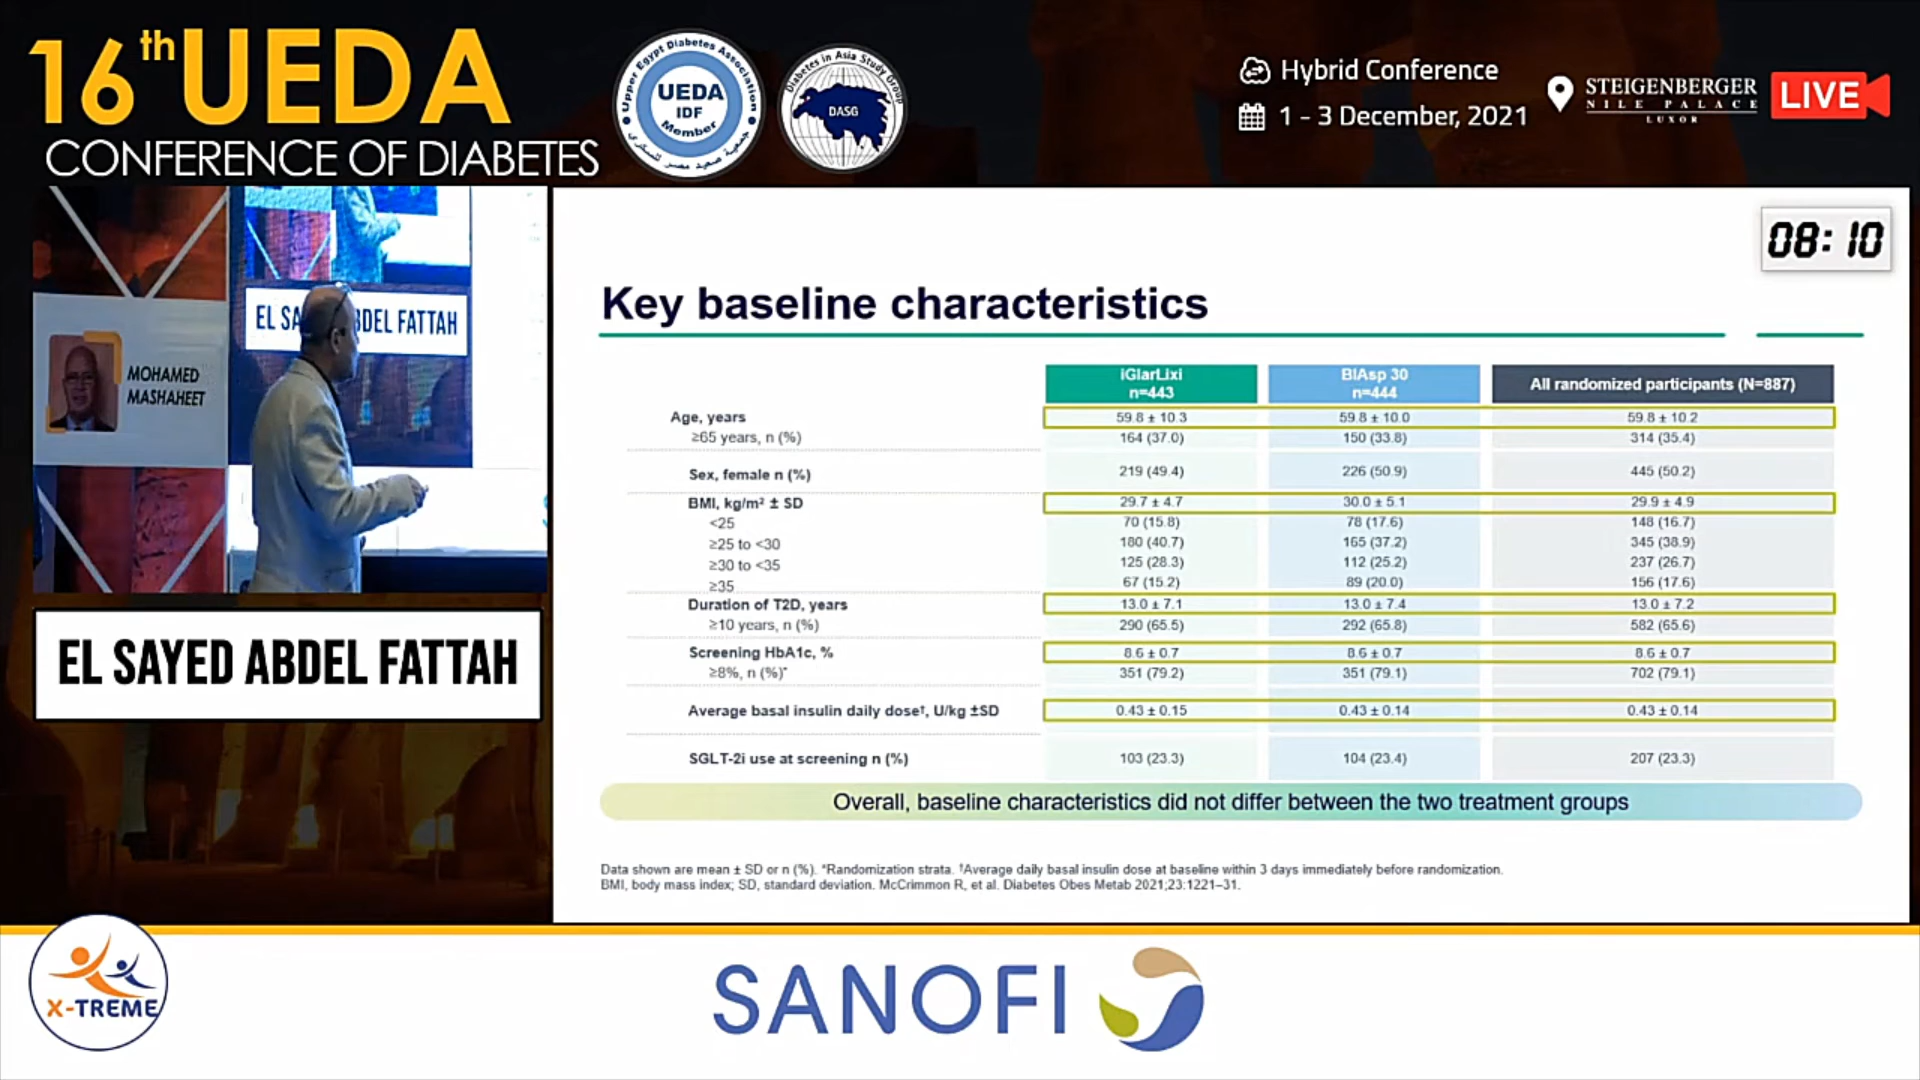 16th UEDA
CONFERENCE OF DIABETES
Upper Egypt Diabetes Association
UEDA
IDF
Member
جمعية صعيد مصر للسكري
Diabetes in Asia Study Group
DASG
Hybrid Conference
1 - 3 December, 2021
STEIGENBERGER
NILE PALACE
LUXOR
LIVE
MOHAMED
MASHAHEET
EL SA BDEL FATTAH
EL SAYED ABDEL FATTAH
08:10
Key baseline characteristics
iGlarLixi
n=443
BIAsp 30
n=444
All randomized participants (N=887)
Age, years 59.8 ± 10.3 59.8 ± 10.0 59.8 ± 10.2
≥65 years, n (%) 164 (37.0) 150 (33.8) 314 (35.4)
Sex, female n (%) 219 (49.4) 226 (50.9) 445 (50.2)
BMI, kg/m² ± SD 29.7 ± 4.7 30.0 ± 5.1 29.9 ± 4.9
<25 70 (15.8) 78 (17.6) 148 (16.7)
≥25 to <30 180 (40.7) 165 (37.2) 345 (38.9)
≥30 to <35 125 (28.3) 112 (25.2) 237 (26.7)
≥35 67 (15.2) 89 (20.0) 156 (17.6)
Duration of T2D, years 13.0 ± 7.1 13.0 ± 7.4 13.0 ± 7.2
≥10 years, n (%) 290 (65.5) 292 (65.8) 582 (65.6)
Screening HbA1c, % 8.6 ± 0.7 8.6 ± 0.7 8.6 ± 0.7
≥8%, n (%)* 351 (79.2) 351 (79.1) 702 (79.1)
Average basal insulin daily dose†, U/kg ±SD 0.43 ± 0.15 0.43 ± 0.14 0.43 ± 0.14
SGLT-2i use at screening n (%) 103 (23.3) 104 (23.4) 207 (23.3)
Overall, baseline characteristics did not differ between the two treatment groups
Data shown are mean ± SD or n (%). *Randomization strata. †Average daily basal insulin dose at baseline within 3 days immediately before randomization.
BMI, body mass index; SD, standard deviation. McCrimmon R, et al. Diabetes Obes Metab 2021;23:1221–31.
X-TREME
SANOFI